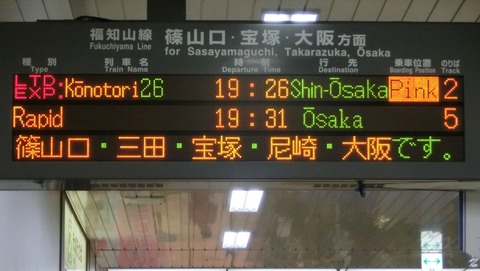 福知山線 篠山口・宝塚・大阪方面
Fukuchiyama Line for Sasayamaguchi, Takarazuka, Ōsaka
種別 列車名 時刻 行先 乗車位置 のりば
Type Train Name Departure Time Destination Boarding Position Track
LTD. EXP. Kōnotori 26 19:26 Shin-Ōsaka Pink 2
Rapid 19:31 Ōsaka 5
篠山口・三田・宝塚・尼崎・大阪です。